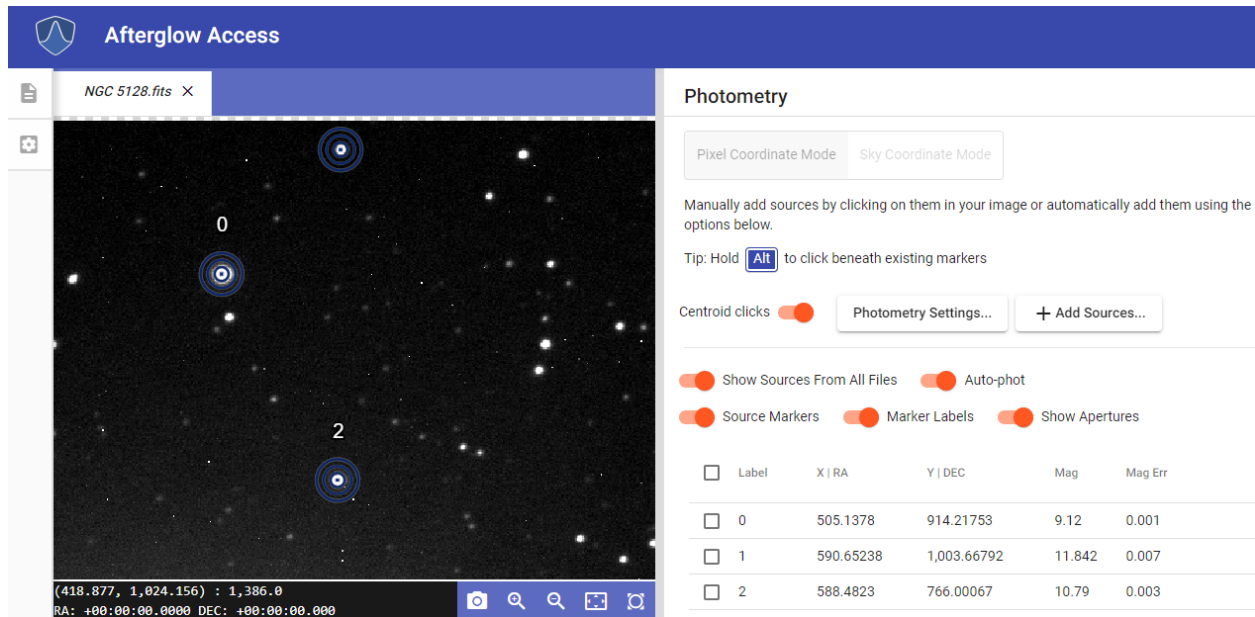 Afterglow Access
NGC 5128.fits ×
0
2
(418.877, 1,024.156) : 1,386.0
RA: +00:00:00.0000 DEC: +00:00:00.000
Photometry
Pixel Coordinate Mode Sky Coordinate Mode
Manually add sources by clicking on them in your image or automatically add them using the
options below.
Tip: Hold Alt to click beneath existing markers
Centroid clicks Photometry Settings... + Add Sources...
Show Sources From All Files Auto-phot
Source Markers Marker Labels Show Apertures
Label X | RA Y | DEC Mag Mag Err
0 505.1378 914.21753 9.12 0.001
1 590.65238 1,003.66792 11.842 0.007
2 588.4823 766.00067 10.79 0.003